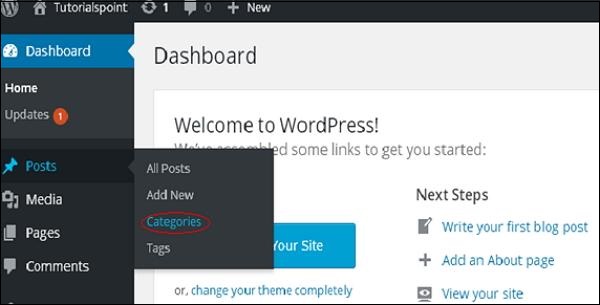 Tutorialspoint 1 0 + New
Dashboard
Home
Updates 1
Posts
Media
Pages
Comments
All Posts
Add New
Categories
Tags
Dashboard
Welcome to WordPress!
We've assembled some links to get you started:
Your Site
or, change your theme completely
Next Steps
Write your first blog post
Add an About page
View your site